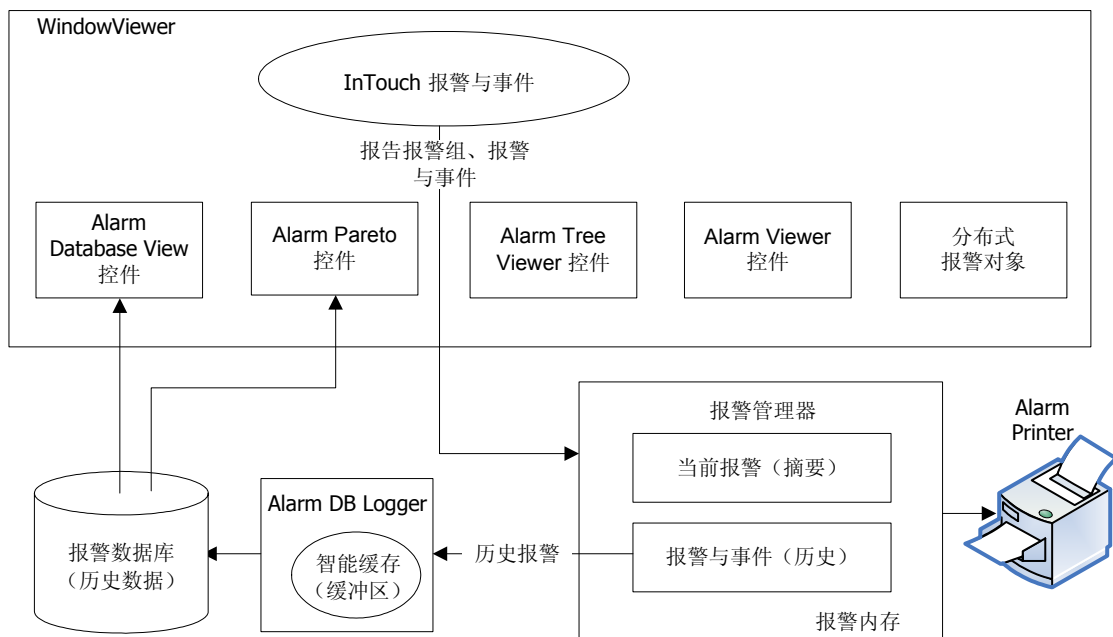 WindowViewer
InTouch 报警与事件
报告报警组、报警
与事件
Alarm
Database View
控件
Alarm Pareto
控件
Alarm Tree
Viewer 控件
Alarm Viewer
控件
分布式
报警对象
报警管理器
当前报警（摘要）
报警与事件（历史）
报警内存
Alarm
Printer
Alarm DB Logger
智能缓存
（缓冲区）
历史报警
报警数据库
（历史数据）